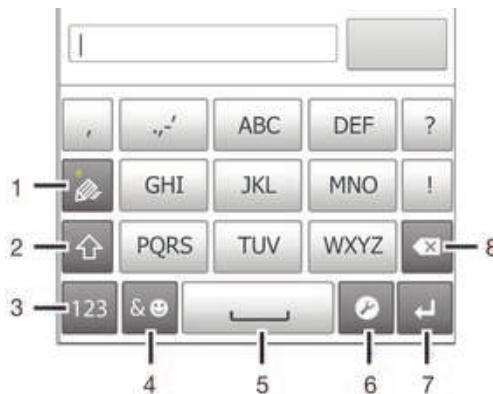 , .,-' ABC DEF ?
1 GHI JKL MNO !
2 PQRS TUV WXYZ 8
3 123 &
4 5 6 7